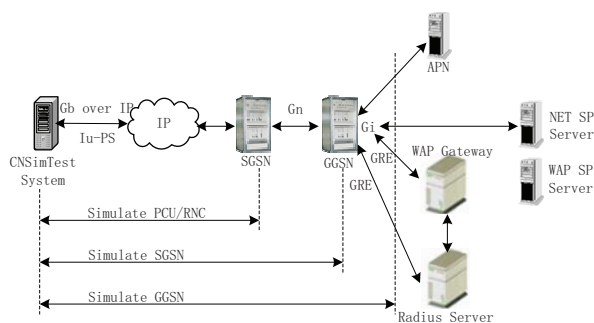 APN
Gb over IP
IP
Gn
Gi
NET SP
Server
Iu-PS
CNSimTest
System
SGSN
GGSN
GRE
WAP Gateway
WAP SP
Server
GRE
Simulate PCU/RNC
Simulate SGSN
Simulate GGSN
Radius Server